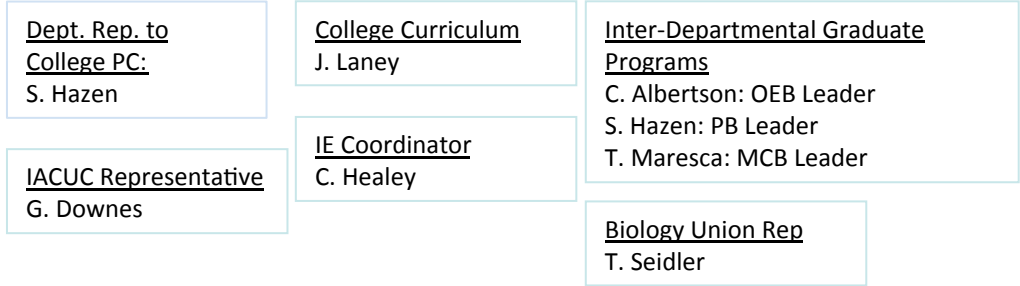 Dept. Rep. to
College PC:
S. Hazen
IACUC Representative
G. Downes
College Curriculum
J. Laney
IE Coordinator
C. Healey
Inter-Departmental Graduate
Programs
C. Albertson: OEB Leader
S. Hazen: PB Leader
T. Maresca: MCB Leader
Biology Union Rep
T. Seidler